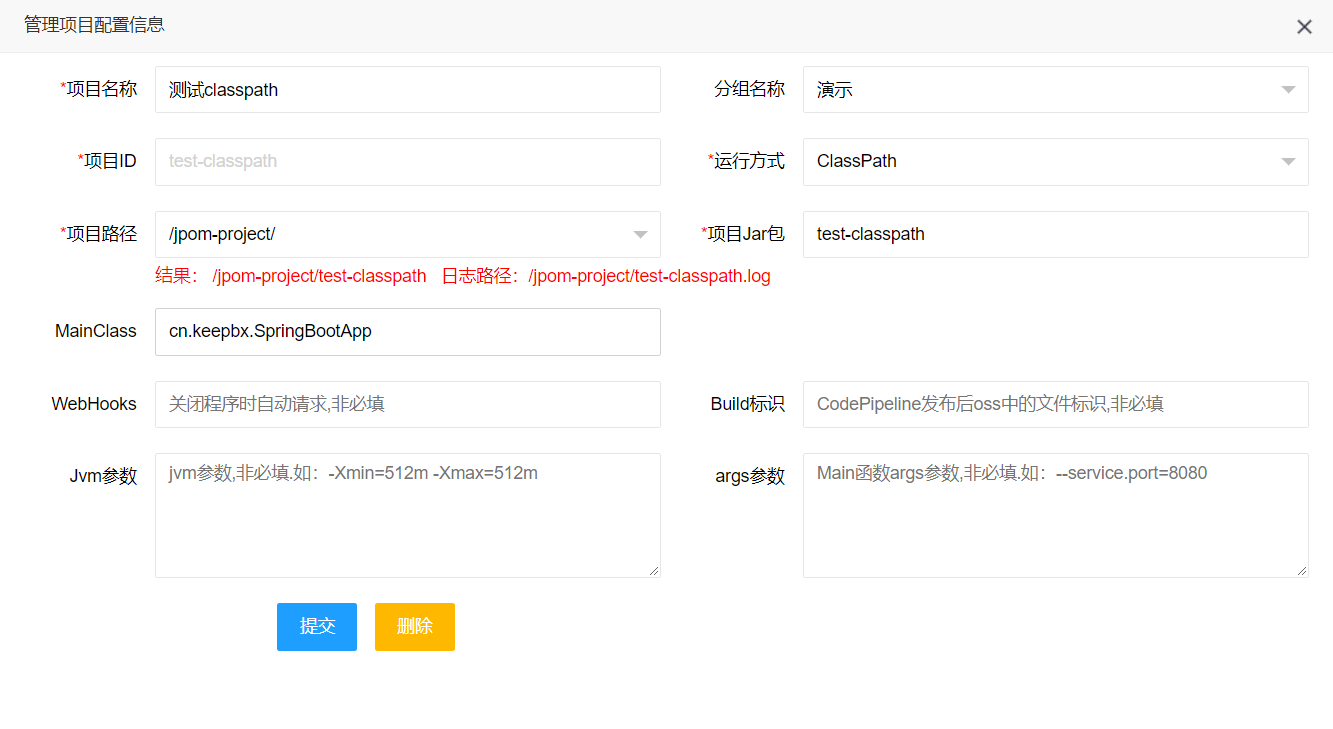 管理项目配置信息
*项目名称 测试classpath 分组名称 演示
*项目ID test-classpath *运行方式 ClassPath
*项目路径 /jpom-project/ *项目Jar包 test-classpath
结果： /jpom-project/test-classpath 日志路径：/jpom-project/test-classpath.log
MainClass cn.keepbx.SpringBootApp
WebHooks 关闭程序时自动请求,非必填 Build标识 CodePipeline发布后oss中的文件标识,非必填
Jvm参数 jvm参数,非必填.如：-Xmin=512m -Xmax=512m args参数 Main函数args参数,非必填.如：--service.port=8080
提交 删除